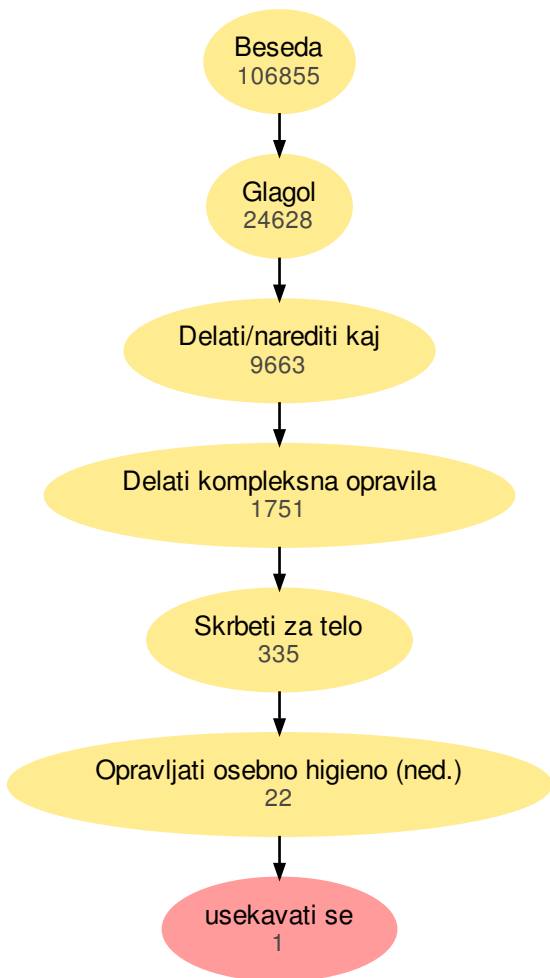 Beseda
106855
Glagol
24628
Delati/narediti kaj
9663
Delati kompleksna opravila
1751
Skrbeti za telo
335
Opravljati osebno higieno (ned.)
22
usekavati se
1